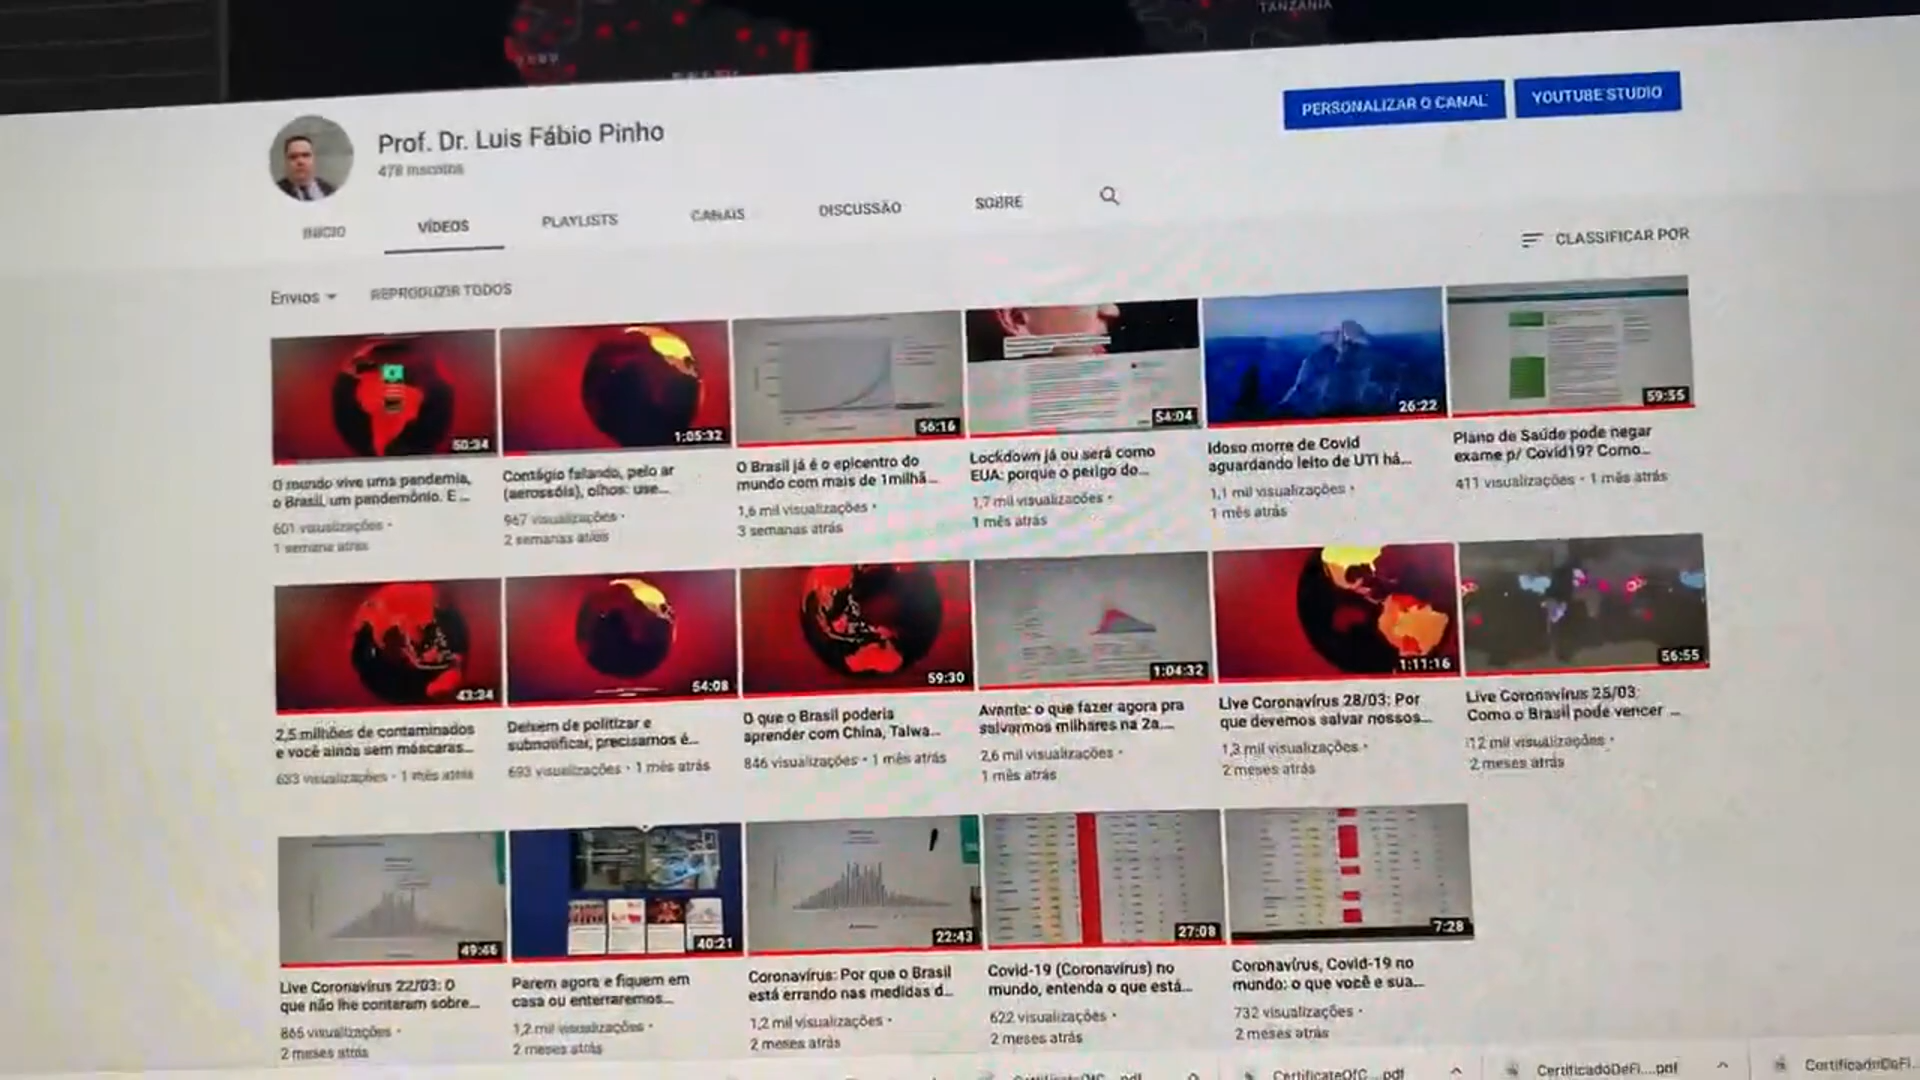 TANZANIA
Prof. Dr. Luis Fábio Pinho
478 inscritos
PERSONALIZAR O CANAL
YOUTUBE STUDIO
INÍCIO
VÍDEOS
PLAYLISTS
CANAIS
DISCUSSÃO
SOBRE
CLASSIFICAR POR
Envios
REPRODUZIR TODOS
50:34
1:05:32
56:16
54:04
26:22
59:55
O mundo vive uma pandemia,
o Brasil, um pandemônio. E ...
601 visualizações •
1 semana atrás
Contágio falando, pelo ar
(aerossóis), olhos: use...
967 visualizações •
2 semanas atrás
O Brasil já é o epicentro do
mundo com mais de 1milhã...
1,6 mil visualizações •
3 semanas atrás
Lockdown já ou será como
EUA: porque o perigo do...
1,7 mil visualizações •
1 mês atrás
Idoso morre de Covid
aguardando leito de UTI há...
1,1 mil visualizações •
1 mês atrás
Plano de Saúde pode negar
exame p/ Covid19? Como...
411 visualizações • 1 mês atrás
43:34
54:08
59:30
1:04:32
1:11:16
56:55
2,5 milhões de contaminados
e você ainda sem máscaras...
633 visualizações • 1 mês atrás
Deixem de politizar e
subnotificar, precisamos é...
693 visualizações • 1 mês atrás
O que o Brasil poderia
aprender com China, Taiwa...
846 visualizações • 1 mês atrás
Avante: o que fazer agora pra
salvarmos milhares na 2a....
2,6 mil visualizações •
1 mês atrás
Live Coronavírus 28/03: Por
que devemos salvar nossos...
1,3 mil visualizações •
2 meses atrás
Live Coronavírus 25/03:
Como o Brasil pode vencer ...
12 mil visualizações •
2 meses atrás
49:46
40:21
22:43
27:08
7:28
Live Coronavírus 22/03: O
que não lhe contaram sobre...
865 visualizações •
2 meses atrás
Parem agora e fiquem em
casa ou enterraremos...
1,2 mil visualizações •
2 meses atrás
Coronavírus: Por que o Brasil
está errando nas medidas d...
1,2 mil visualizações •
2 meses atrás
Covid-19 (Coronavírus) no
mundo, entenda o que está...
622 visualizações •
2 meses atrás
Coronavírus, Covid-19 no
mundo: o que você e sua...
732 visualizações •
2 meses atrás
CertificateOfC....pdf
CertificateOfC....pdf
CertificadoDeFi....pdf
CertificadoDeFi...